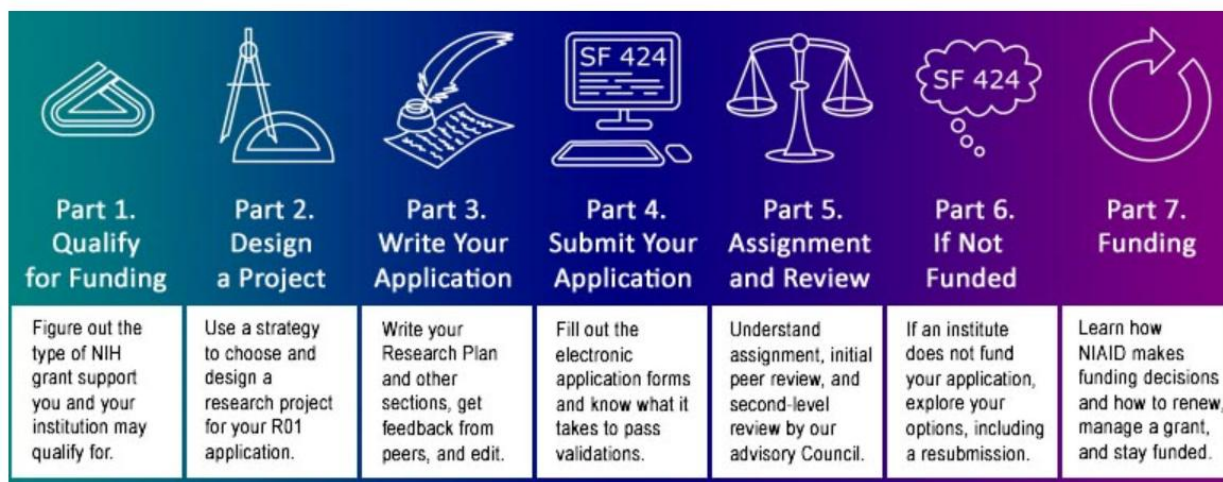 Part 1.
Qualify
for Funding
Figure out the
type of NIH
grant support
you and your
institution may
qualify for.
Part 2.
Design
a Project
Use a strategy
to choose and
design a
research project
for your R01
application.
Part 3.
Write Your
Application
Write your
Research Plan
and other
sections, get
feedback from
peers, and edit.
SF 424
Part 4.
Submit Your
Application
Fill out the
electronic
application forms
and know what it
takes to pass
validations.
Part 5.
Assignment
and Review
Understand
assignment, initial
peer review, and
second-level
review by our
advisory Council.
SF 424
Part 6.
If Not
Funded
If an institute
does not fund
your application,
explore your
options, including
a resubmission.
Part 7.
Funding
Learn how
NIAID makes
funding decisions
and how to renew,
manage a grant,
and stay funded.